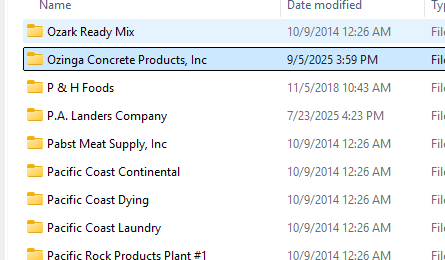 Name Date modified Ty
Ozark Ready Mix 10/9/2014 12:26 AM File
Ozinga Concrete Products, Inc 9/5/2025 3:59 PM File
P & H Foods 11/5/2018 10:43 AM File
P.A. Landers Company 7/23/2025 4:23 PM File
Pabst Meat Supply, Inc 10/9/2014 12:26 AM File
Pacific Coast Continental 10/9/2014 12:26 AM File
Pacific Coast Dying 10/9/2014 12:26 AM File
Pacific Coast Laundry 10/9/2014 12:26 AM File
Pacific Rock Products Plant #1 10/9/2014 12:26 AM File